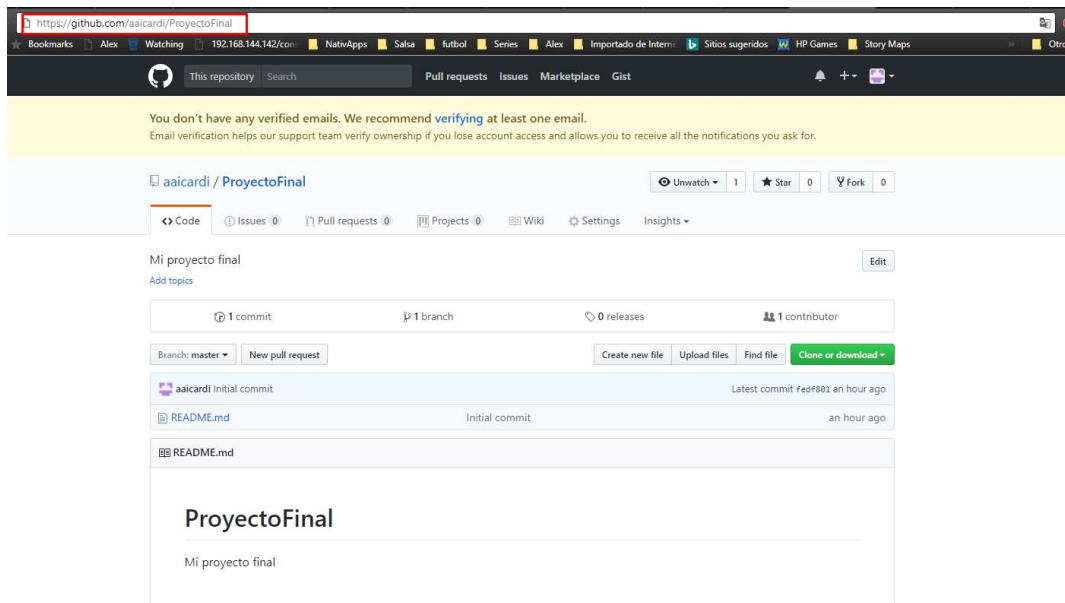 https://github.com/aaicardi/ProyectoFinal
Bookmarks Alex Watching 192.168.144.142/con NativApps Salsa futbol Series Alex Importado de Interne Sitios sugeridos HP Games Story Maps Otro
This repository Search Pull requests Issues Marketplace Gist
You don't have any verified emails. We recommend verifying at least one email.
Email verification helps our support team verify ownership if you lose account access and allows you to receive all the notifications you ask for.
aaicardi / ProyectoFinal Unwatch 1 Star 0 Fork 0
Code Issues 0 Pull requests 0 Projects 0 Wiki Settings Insights
Mi proyecto final Edit
Add topics
1 commit 1 branch 0 releases 1 contributor
Branch: master New pull request Create new file Upload files Find file Clone or download
aaicardi Initial commit Latest commit fedf801 an hour ago
README.md Initial commit an hour ago
README.md
ProyectoFinal
Mi proyecto final